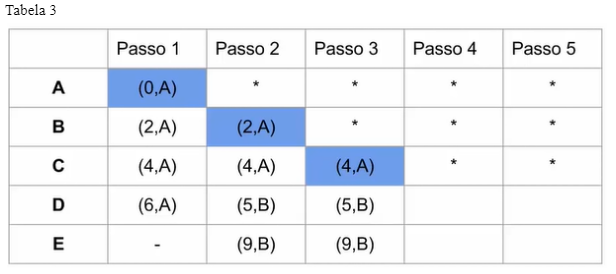 Tabela 3
Passo 1 Passo 2 Passo 3 Passo 4 Passo 5
A (0,A) * * * *
B (2,A) (2,A) * * *
C (4,A) (4,A) (4,A) * *
D (6,A) (5,B) (5,B)
E - (9,B) (9,B)